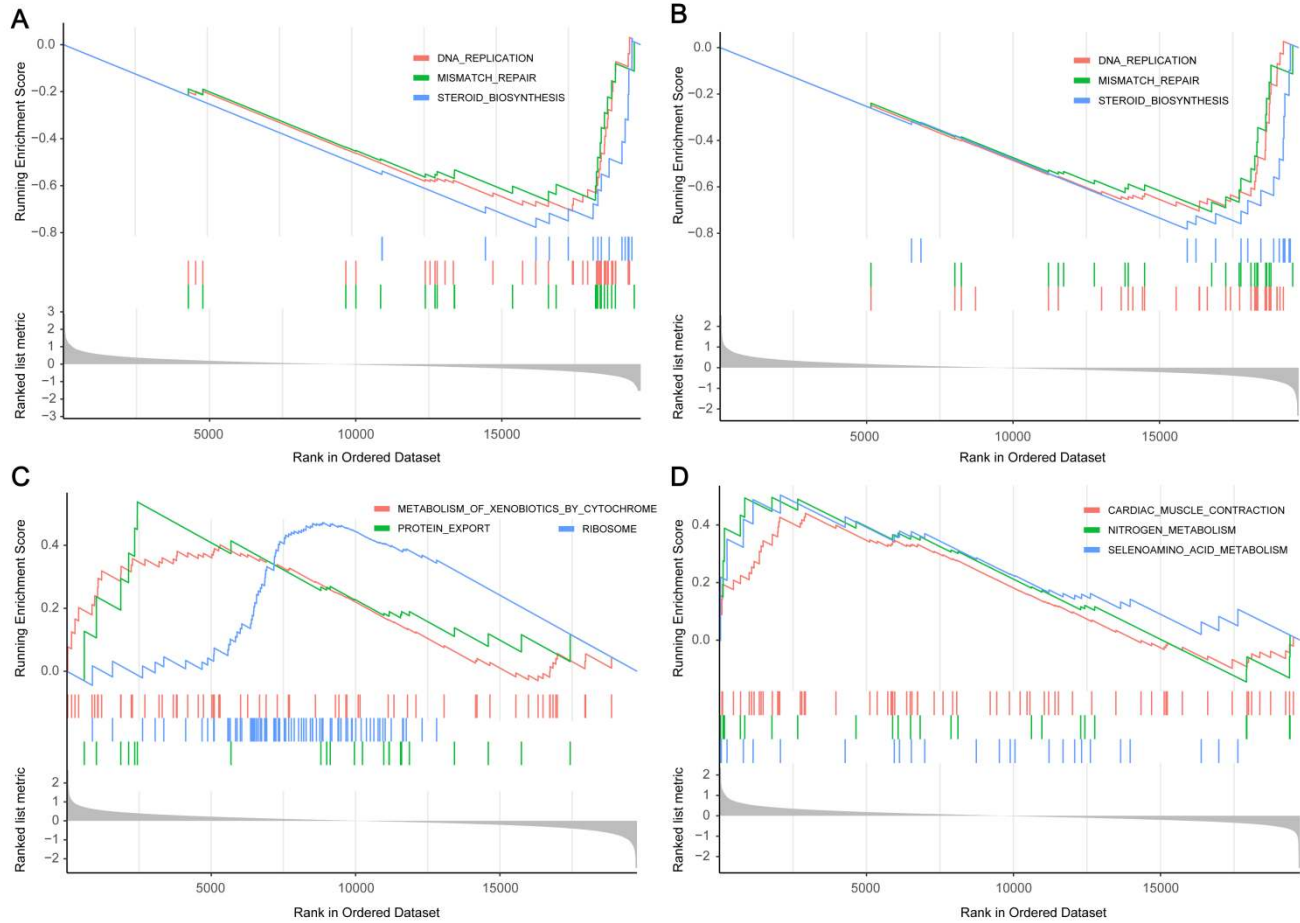 A
Running Enrichment Score
0.0
−0.2
−0.4
−0.6
−0.8
DNA_REPLICATION
MISMATCH_REPAIR
STEROID_BIOSYNTHESIS
Ranked list metric
3
2
1
0
−1
−2
−3
5000
10000
15000
Rank in Ordered Dataset
B
Running Enrichment Score
0.0
−0.2
−0.4
−0.6
−0.8
DNA_REPLICATION
MISMATCH_REPAIR
STEROID_BIOSYNTHESIS
Ranked list metric
2
1
0
−1
−2
5000
10000
15000
Rank in Ordered Dataset
C
Running Enrichment Score
0.4
0.2
0.0
METABOLISM_OF_XENOBIOTICS_BY_CYTOCHROME
PROTEIN_EXPORT
RIBOSOME
Ranked list metric
2
1
0
−1
−2
5000
10000
15000
Rank in Ordered Dataset
D
Running Enrichment Score
0.4
0.2
0.0
CARDIAC_MUSCLE_CONTRACTION
NITROGEN_METABOLISM
SELENOAMINO_ACID_METABOLISM
Ranked list metric
2
1
0
−1
−2
5000
10000
15000
Rank in Ordered Dataset